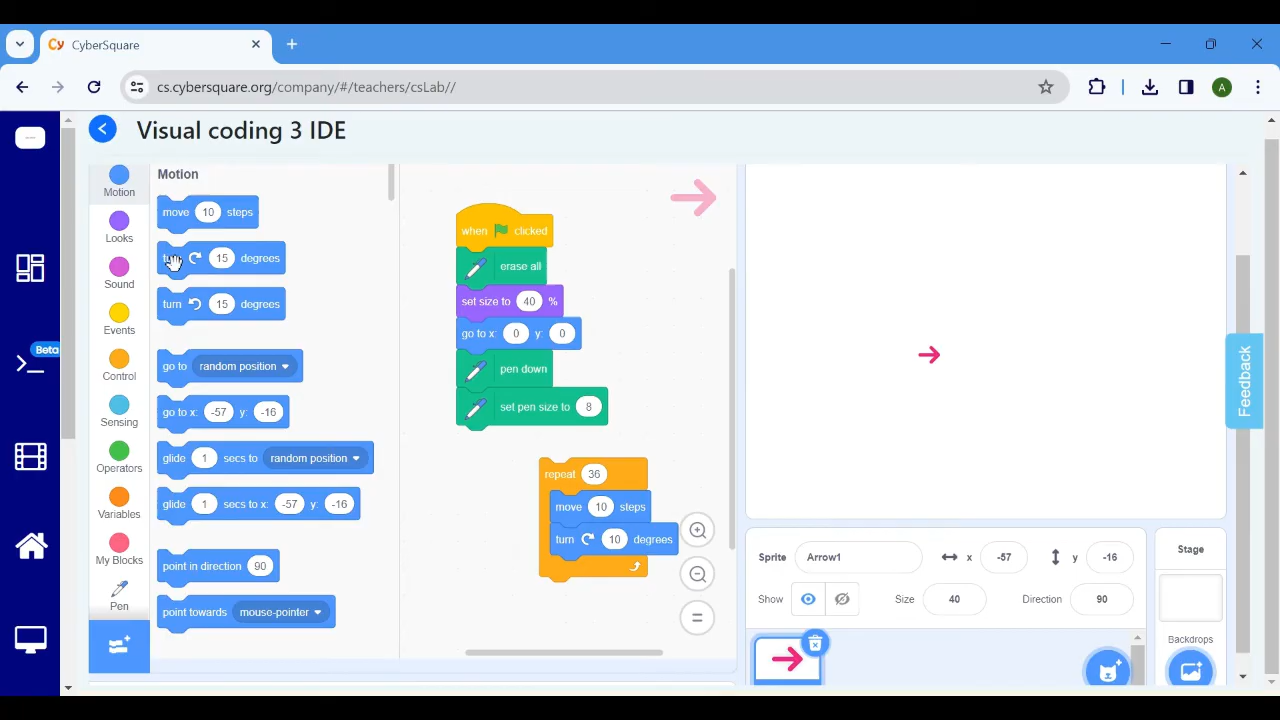 CyberSquare
cs.cybersquare.org/company/#/teachers/csLab//
A
Visual coding 3 IDE
Beta
Motion
Looks
Sound
Events
Control
Sensing
Operators
Variables
My Blocks
Pen
Motion
move 10 steps
15 degrees
turn 15 degrees
go to random position
go to x: -57 y: -16
glide 1 secs to random position
glide 1 secs to x: -57 y: -16
point in direction 90
point towards mouse-pointer
when clicked
erase all
set size to 40 %
go to x: 0 y: 0
pen down
set pen size to 8
repeat 36
move 10 steps
turn 10 degrees
Feedback
Sprite Arrow1 x -57 y -16
Show Size 40 Direction 90
Stage
Backdrops